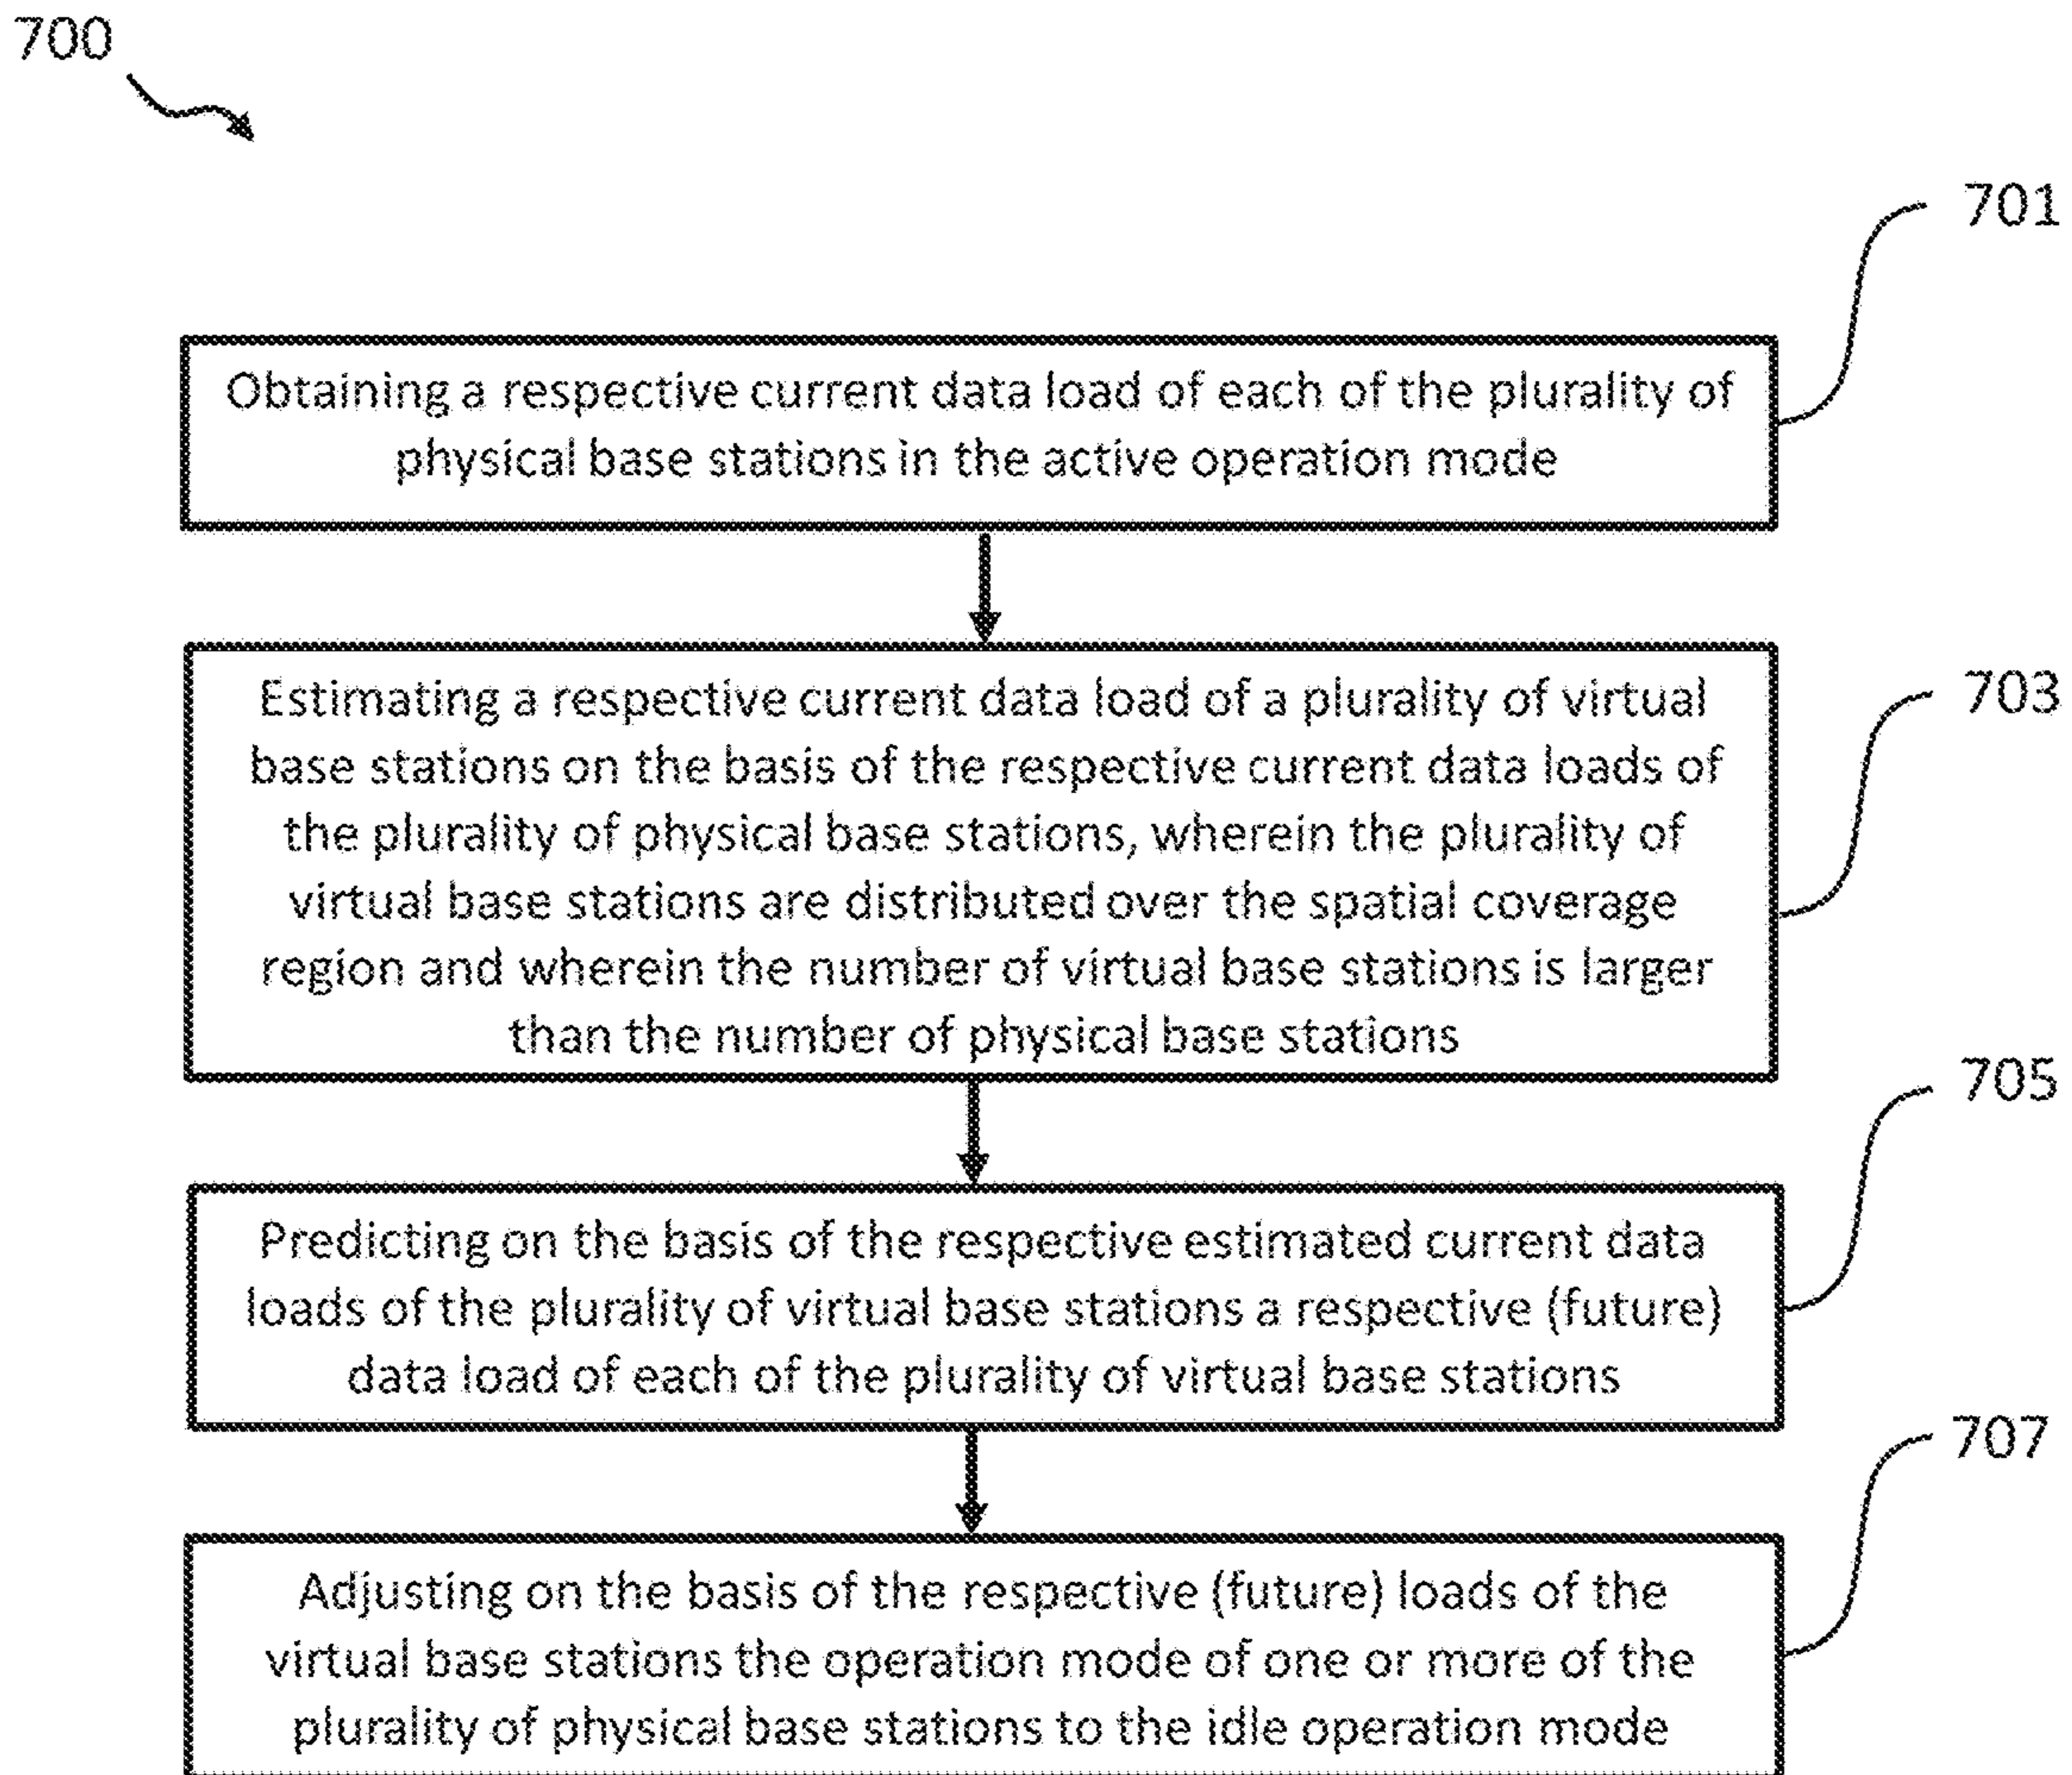 700
701
Obtaining a respective current data load of each of the plurality of
physical base stations in the active operation mode
703
Estimating a respective current data load of a plurality of virtual
base stations on the basis of the respective current data loads of
the plurality of physical base stations, wherein the plurality of
virtual base stations are distributed over the spatial coverage
region and wherein the number of virtual base stations is larger
than the number of physical base stations
705
Predicting on the basis of the respective estimated current data
loads of the plurality of virtual base stations a respective (future)
data load of each of the plurality of virtual base stations
707
Adjusting on the basis of the respective (future) loads of the
virtual base stations the operation mode of one or more of the
plurality of physical base stations to the idle operation mode